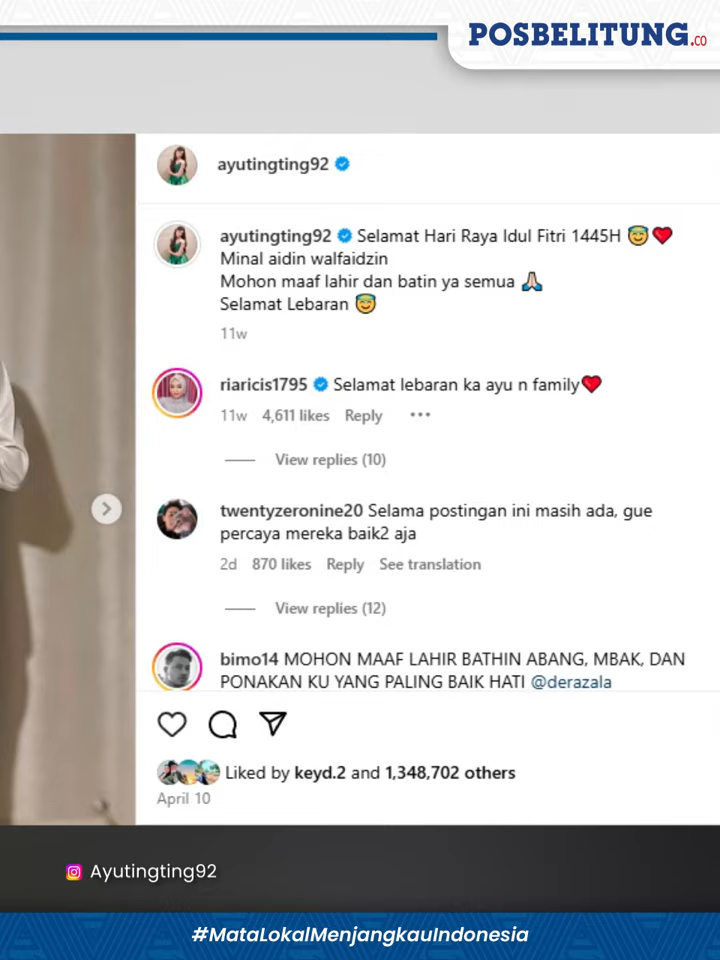 POSBELITUNG.CO
ayutingting92
ayutingting92 Selamat Hari Raya Idul Fitri 1445H 😇❤️
Minal aidin walfaidzin
Mohon maaf lahir dan batin ya semua 🙏🏻
Selamat Lebaran 😇
11w
riaricis1795 Selamat lebaran ka ayu n family❤️
11w 4,611 likes Reply •••
View replies (10)
twentyzeronine20 Selama postingan ini masih ada, gue
percaya mereka baik2 aja
2d 870 likes Reply See translation
View replies (12)
bimo14 MOHON MAAF LAHIR BATHIN ABANG, MBAK, DAN
PONAKAN KU YANG PALING BAIK HATI @derazala
Liked by keyd.2 and 1,348,702 others
April 10
Ayutingting92
#MataLokalMenjangkauIndonesia